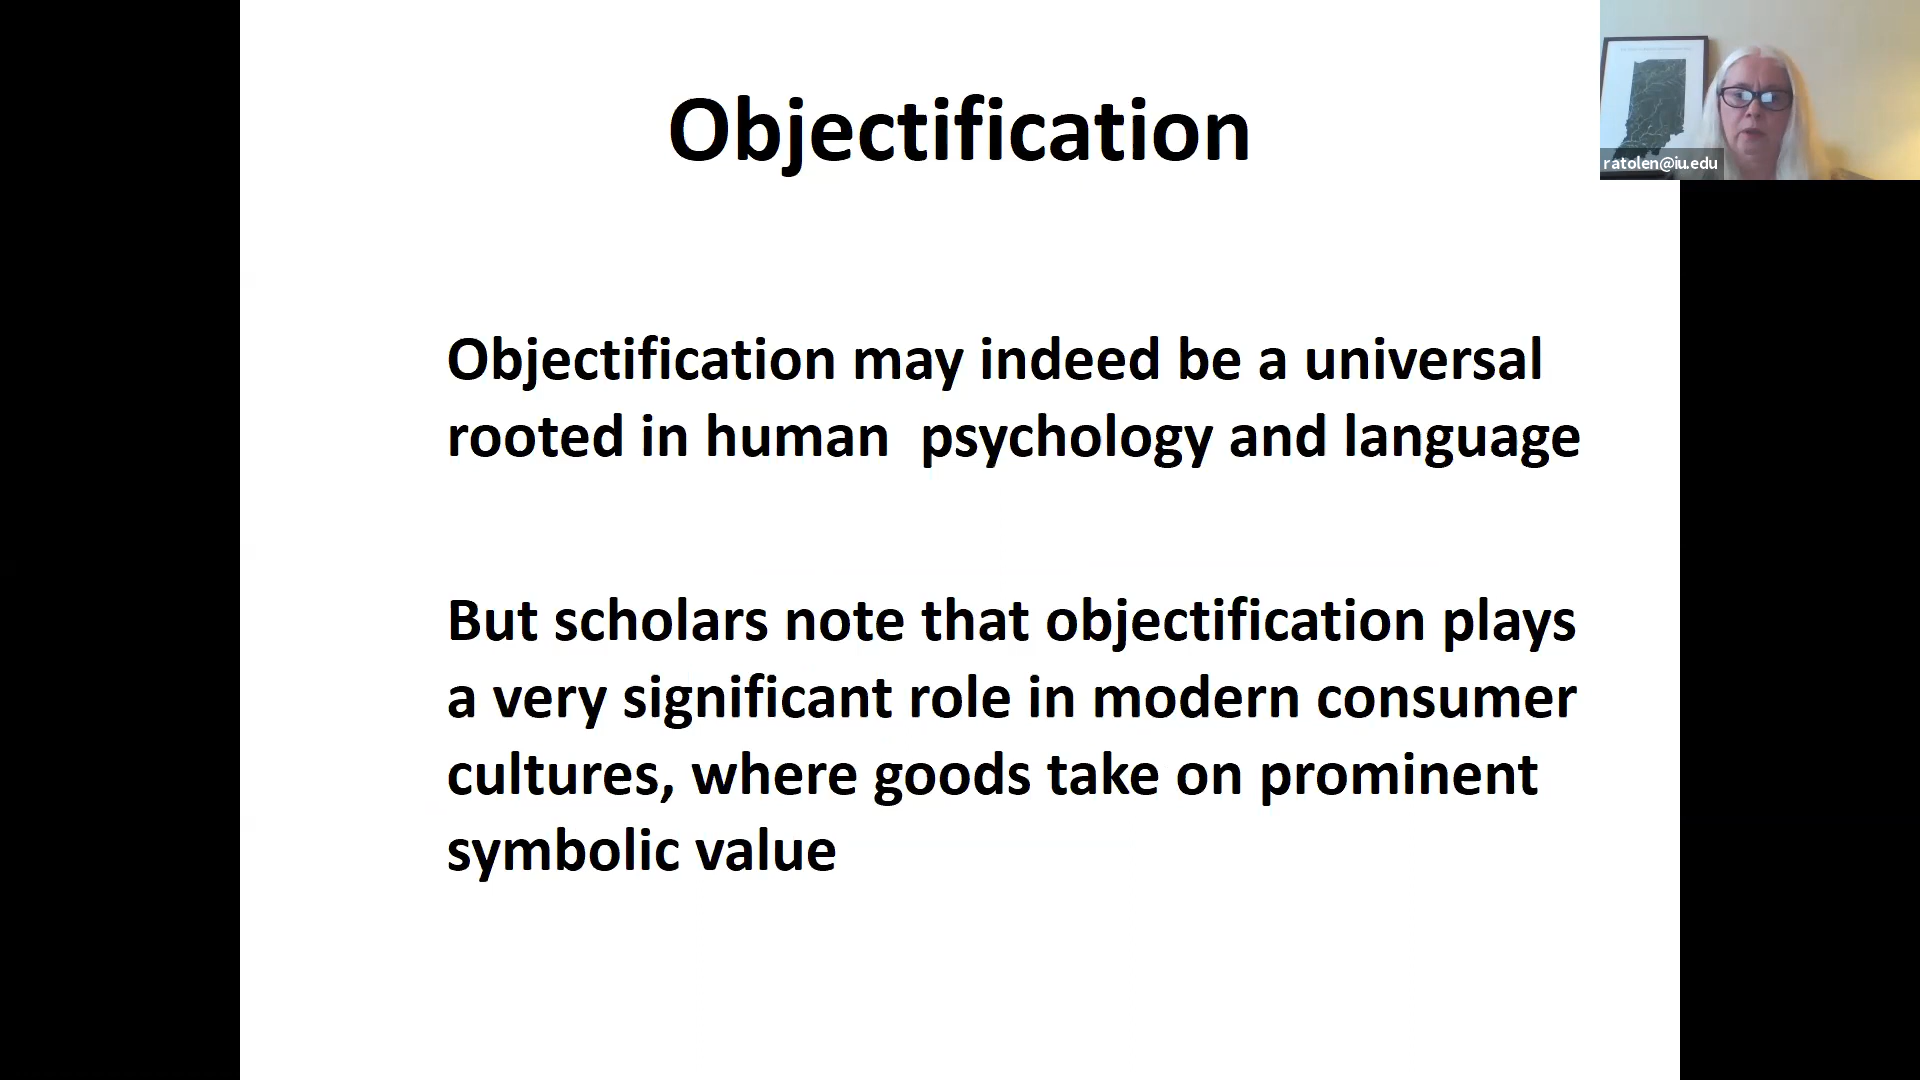 Objectification
ratolen@iu.edu
Objectification may indeed be a universal
rooted in human  psychology and language
But scholars note that objectification plays
a very significant role in modern consumer
cultures, where goods take on prominent
symbolic value